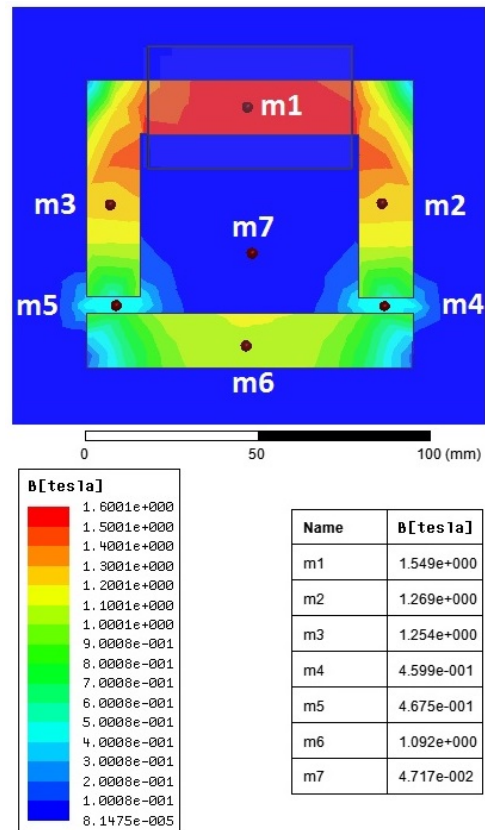 m1
m3
m2
m7
m5
m4
m6
0 50 100 (mm)
B[tesla]
1.6001e+000
1.5001e+000
1.4001e+000
1.3001e+000
1.2001e+000
1.1001e+000
1.0001e+000
9.0008e-001
8.0008e-001
7.0008e-001
6.0008e-001
5.0008e-001
4.0008e-001
3.0008e-001
2.0008e-001
1.0008e-001
8.1475e-005
Name B[tesla]
m1 1.549e+000
m2 1.269e+000
m3 1.254e+000
m4 4.599e-001
m5 4.675e-001
m6 1.092e+000
m7 4.717e-002